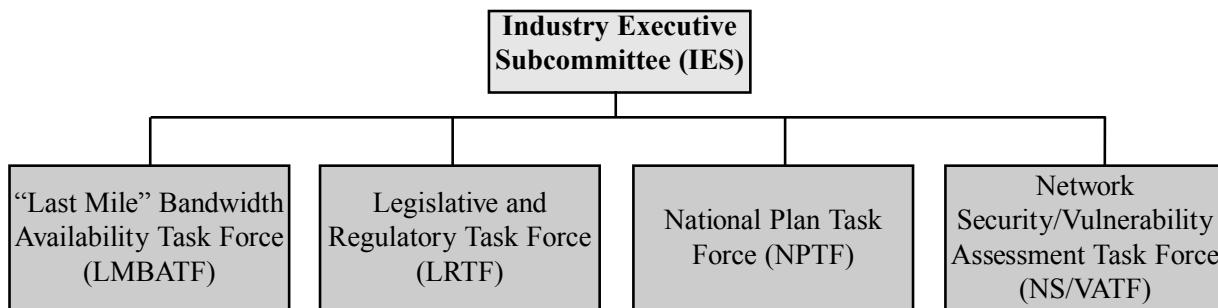 Industry Executive
Subcommittee (IES)
“Last Mile” Bandwidth
Availability Task Force
(LMBATF)
Legislative and
Regulatory Task Force
(LRTF)
National Plan Task
Force (NPTF)
Network
Security/Vulnerability
Assessment Task Force
(NS/VATF)